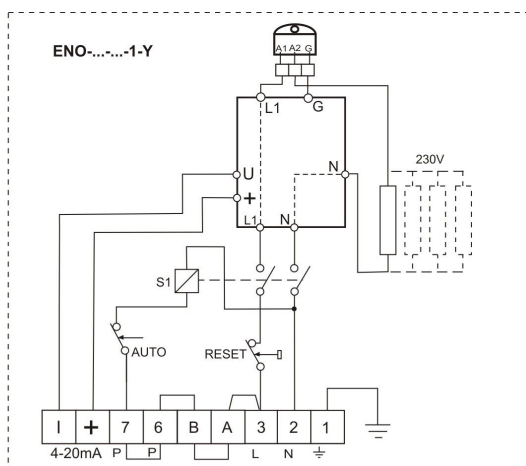 ENO-...-...-1-Y
A1 A2 G
L1 G
230V
N
U
+
L1 N
S1
AUTO
RESET
I + 7 6 B A 3 2 1
4-20mA P P L N